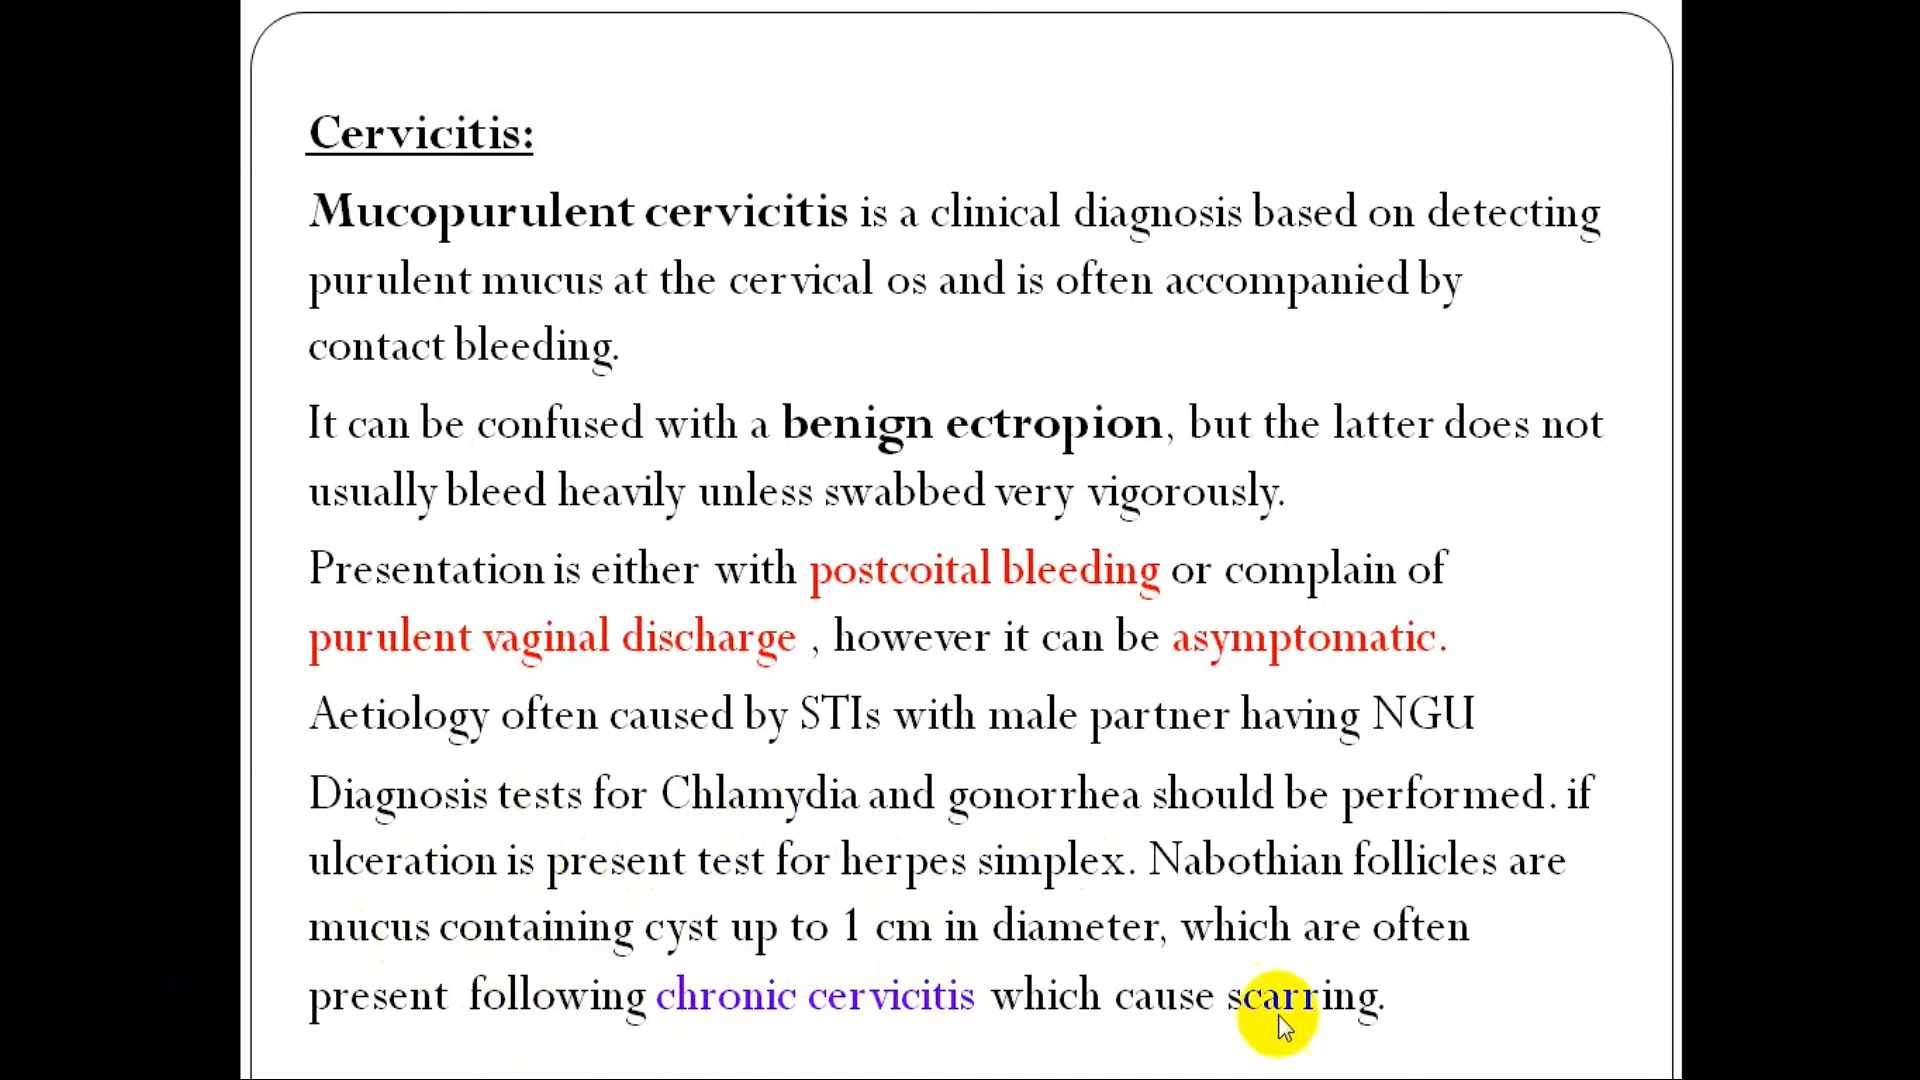 Cervicitis:
Mucopurulent cervicitis is a clinical diagnosis based on detecting
purulent mucus at the cervical os and is often accompanied by
contact bleeding.
It can be confused with a benign ectropion, but the latter does not
usually bleed heavily unless swabbed very vigorously.
Presentation is either with postcoital bleeding or complain of
purulent vaginal discharge , however it can be asymptomatic.
Aetiology often caused by STIs with male partner having NGU
Diagnosis tests for Chlamydia and gonorrhea should be performed. if
ulceration is present test for herpes simplex. Nabothian follicles are
mucus containing cyst up to 1 cm in diameter, which are often
present following chronic cervicitis which cause scarring.